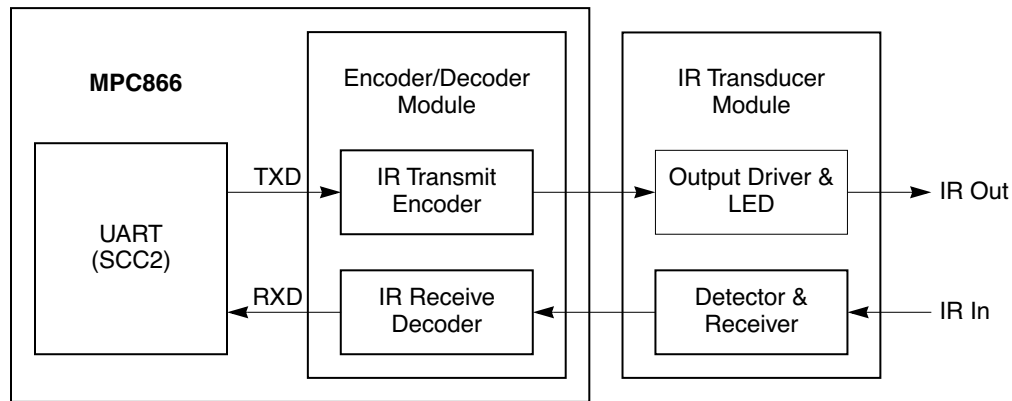 MPC866
Encoder/Decoder
Module
IR Transducer
Module
UART
(SCC2)
TXD
IR Transmit
Encoder
Output Driver &
LED
IR Out
RXD
IR Receive
Decoder
Detector &
Receiver
IR In